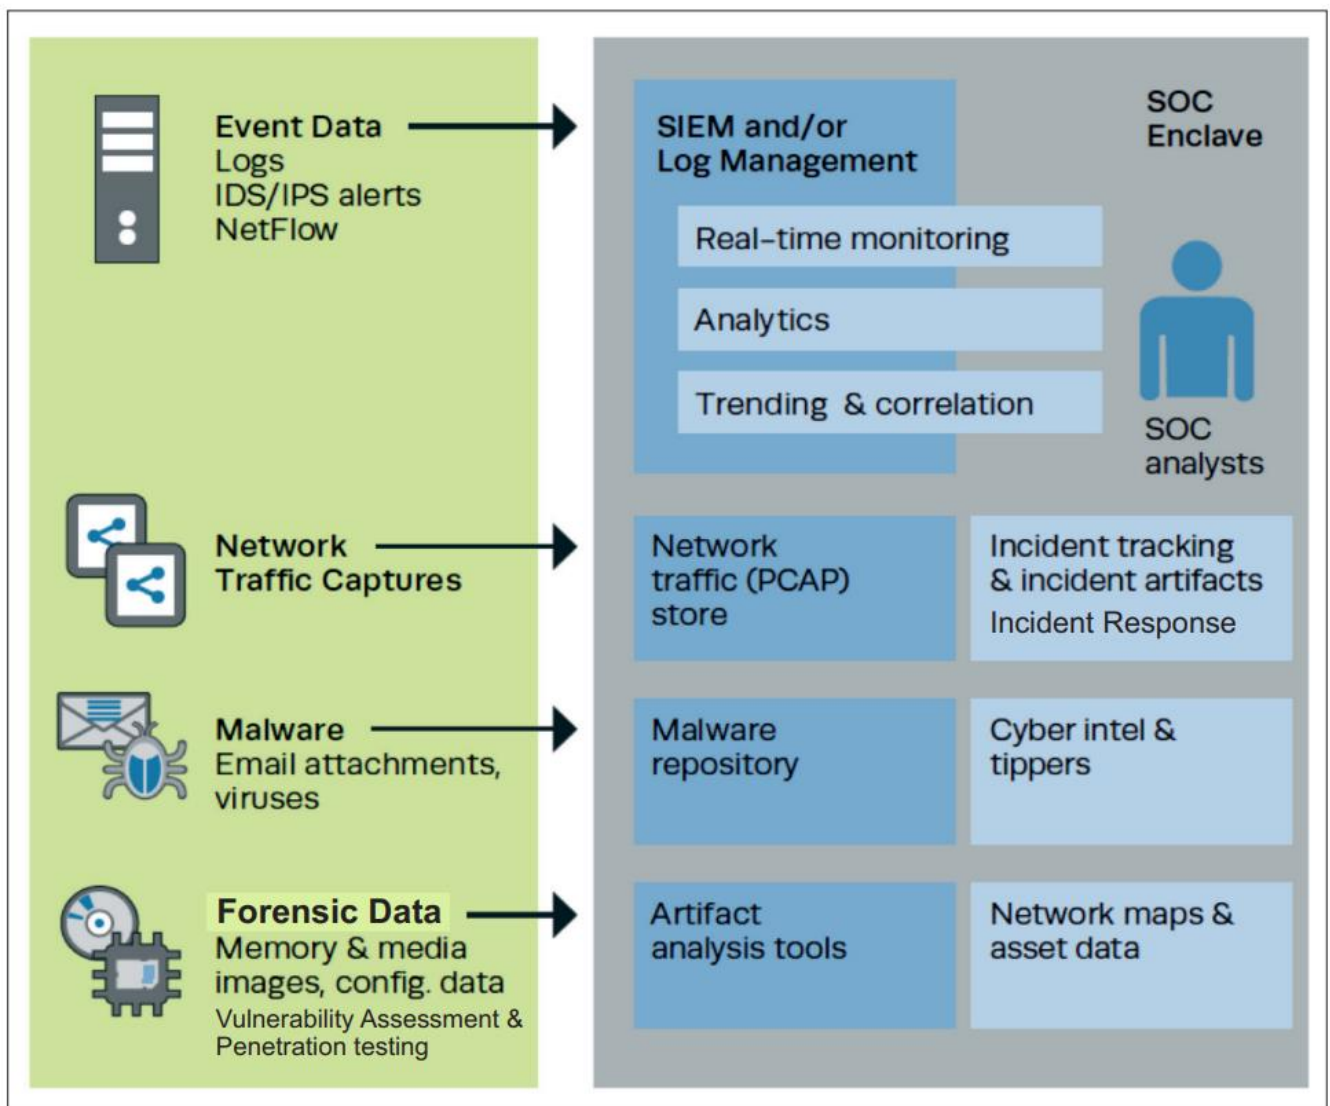 Event Data
Logs
IDS/IPS alerts
NetFlow
SIEM and/or
Log Management
SOC
Enclave
Real-time monitoring
Analytics
Trending & correlation
SOC
analysts
Network
Traffic Captures
Network
traffic (PCAP)
store
Incident tracking
& incident artifacts
Incident Response
Malware
Email attachments,
viruses
Malware
repository
Cyber intel &
tippers
Forensic Data
Memory & media
images, config. data
Vulnerability Assessment &
Penetration testing
Artifact
analysis tools
Network maps &
asset data